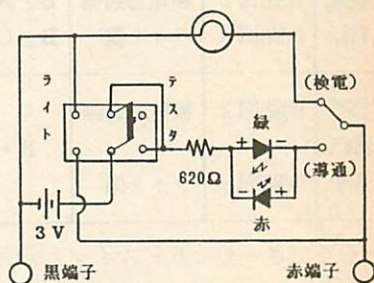 (検電)
ライト
テスタ
+ 緑 -
620Ω
(導通)
- +
赤
3 V
黒端子
赤端子